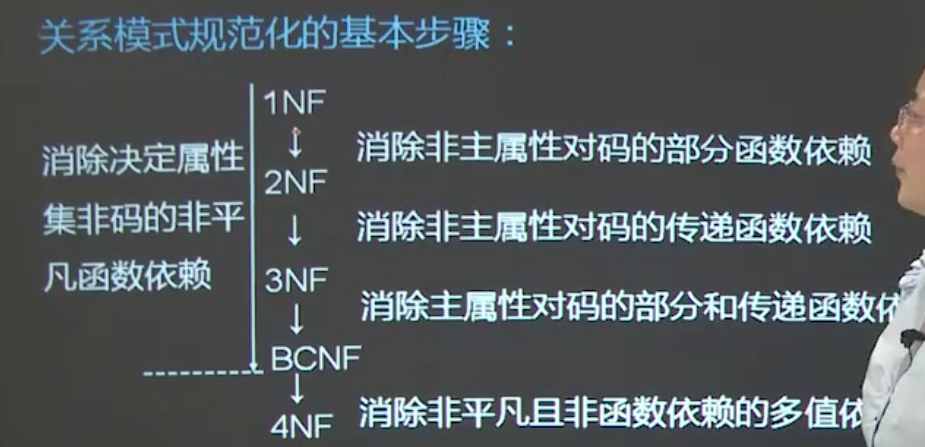 关系模式规范化的基本步骤：
1NF
消除非主属性对码的部分函数依赖
消除决定属性
2NF
集非码的非平
消除非主属性对码的传递函数依赖
凡函数依赖
3NF
消除主属性对码的部分和传递函数依
BCNF
消除非平凡且非函数依赖的多值依
4NF